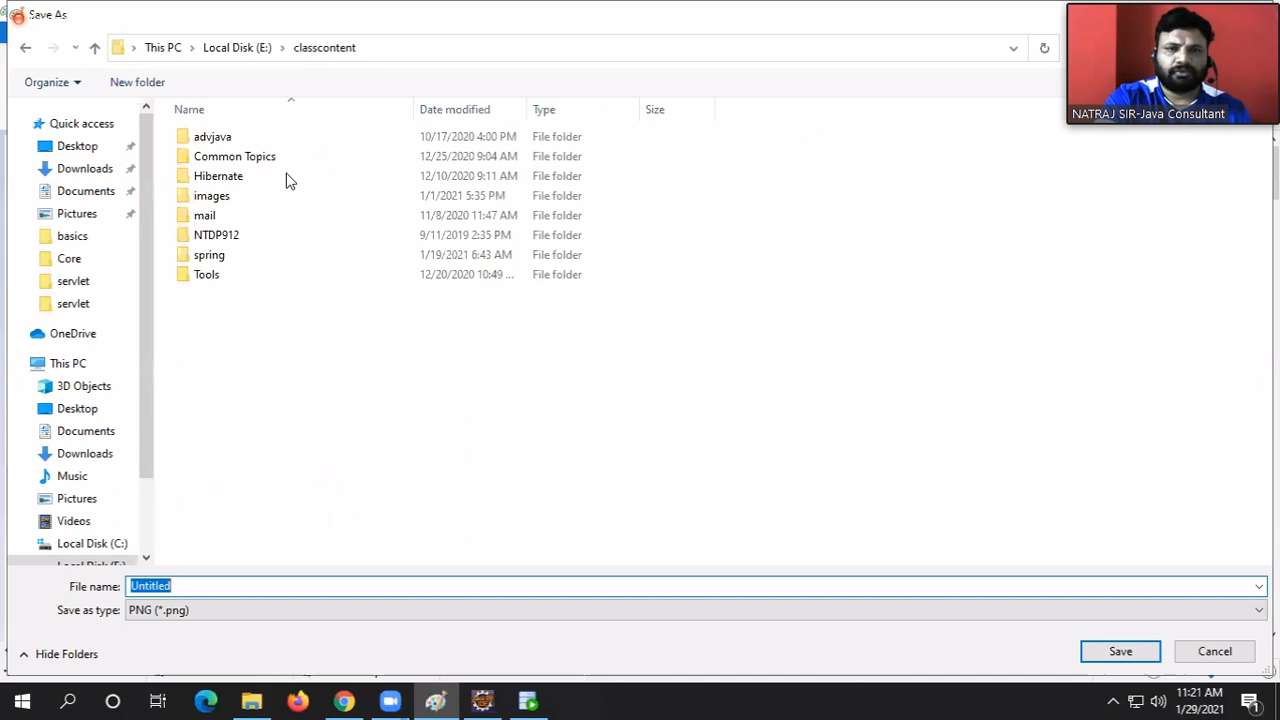 Save As
This PC > Local Disk (E:) > classcontent
NATRAJ SIR-Java Consultant
Organize
New folder
Name
Date modified
Type
Size
Quick access
Desktop
Downloads
Documents
Pictures
basics
Core
servlet
servlet
OneDrive
This PC
3D Objects
Desktop
Documents
Downloads
Music
Pictures
Videos
Local Disk (C:)
advjava 10/17/2020 4:00 PM File folder
Common Topics 12/25/2020 9:04 AM File folder
Hibernate 12/10/2020 9:11 AM File folder
images 1/1/2021 5:35 PM File folder
mail 11/8/2020 11:47 AM File folder
NTDP912 9/11/2019 2:35 PM File folder
spring 1/19/2021 6:43 AM File folder
Tools 12/20/2020 10:49 ... File folder
File name: Untitled
Save as type: PNG (*.png)
Hide Folders
Save
Cancel
11:21 AM
1/29/2021
1